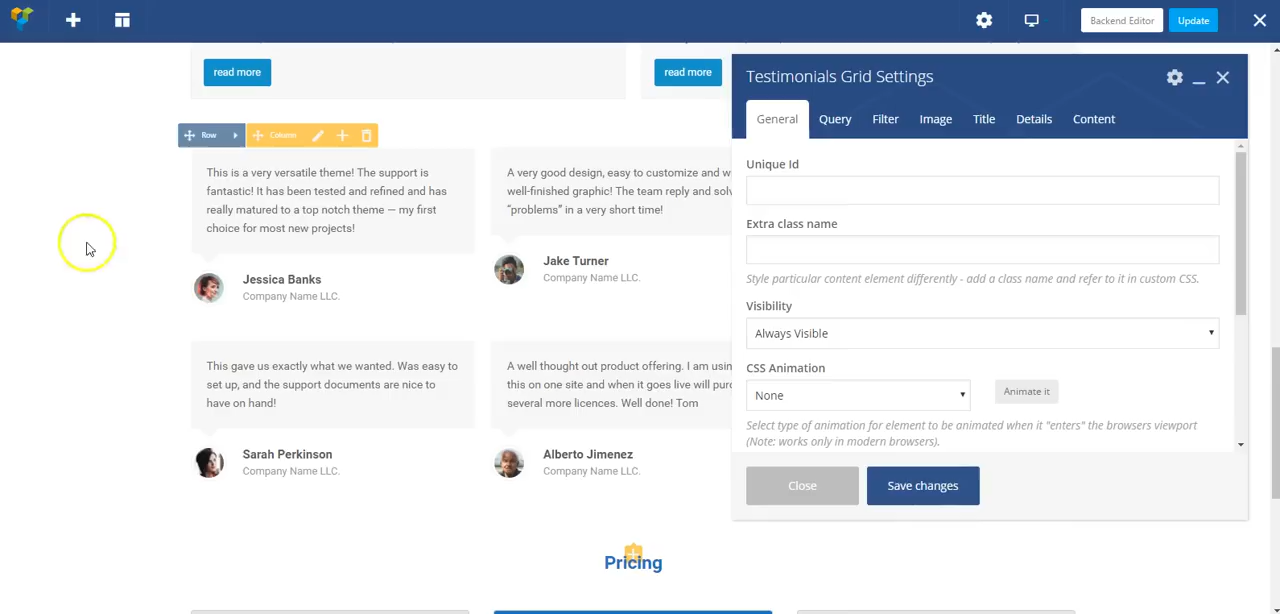 Backend Editor
Update
read more
read more
Row
Column
This is a very versatile theme! The support is
fantastic! It has been tested and refined and has
really matured to a top notch theme — my first
choice for most new projects!
Jessica Banks
Company Name LLC.
A very good design, easy to customize and w
well-finished graphic! The team reply and solv
“problems” in a very short time!
Jake Turner
Company Name LLC.
This gave us exactly what we wanted. Was easy to
set up, and the support documents are nice to
have on hand!
Sarah Perkinson
Company Name LLC.
A well thought out product offering. I am usin
this on one site and when it goes live will purc
several more licences. Well done! Tom
Alberto Jimenez
Company Name LLC.
Pricing
Testimonials Grid Settings
General
Query
Filter
Image
Title
Details
Content
Unique Id
Extra class name
Style particular content element differently - add a class name and refer to it in custom CSS.
Visibility
Always Visible
CSS Animation
None
Animate it
Select type of animation for element to be animated when it "enters" the browsers viewport
(Note: works only in modern browsers).
Close
Save changes